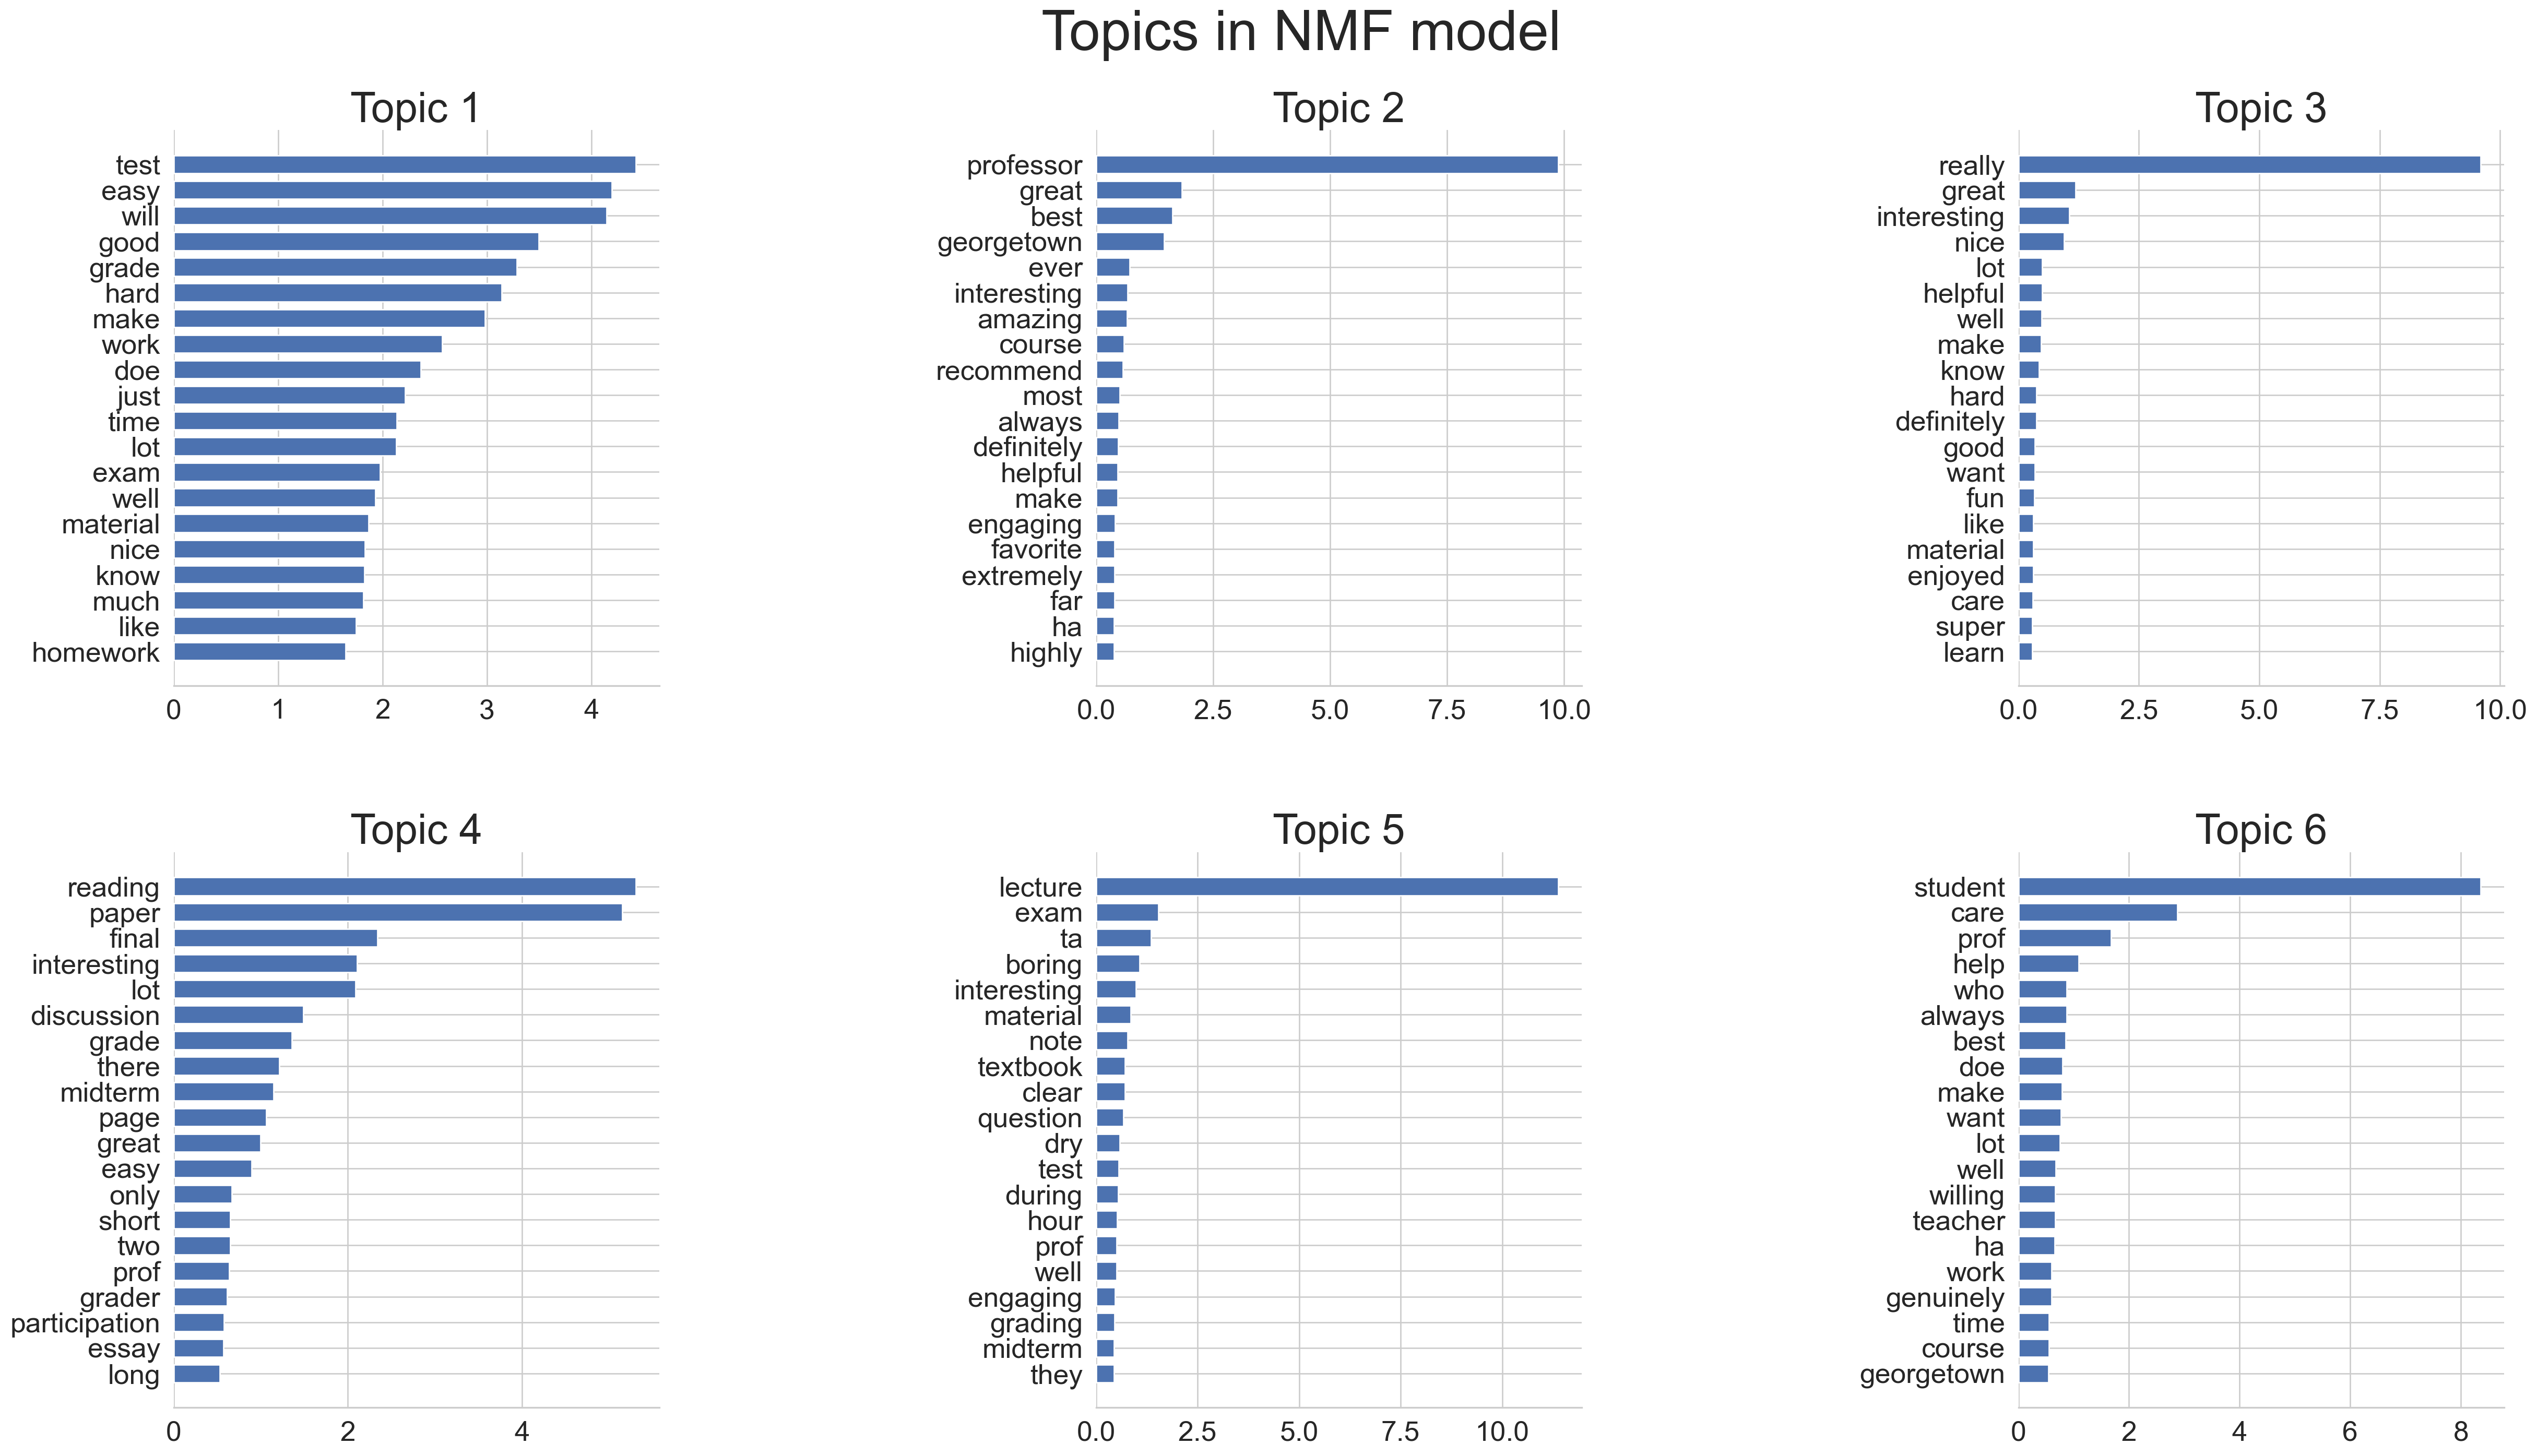 Topics in NMF model
Topic 1
test
easy
will
good
grade
hard
make
work
doe
just
time
lot
exam
well
material
nice
know
much
like
homework
0 1 2 3 4
Topic 2
professor
great
best
georgetown
ever
interesting
amazing
course
recommend
most
always
definitely
helpful
make
engaging
favorite
extremely
far
ha
highly
0.0 2.5 5.0 7.5 10.0
Topic 3
really
great
interesting
nice
lot
helpful
well
make
know
hard
definitely
good
want
fun
like
material
enjoyed
care
super
learn
0.0 2.5 5.0 7.5 10.0
Topic 4
reading
paper
final
interesting
lot
discussion
grade
there
midterm
page
great
easy
only
short
two
prof
grader
participation
essay
long
0 2 4
Topic 5
lecture
exam
ta
boring
interesting
material
note
textbook
clear
question
dry
test
during
hour
prof
well
engaging
grading
midterm
they
0.0 2.5 5.0 7.5 10.0
Topic 6
student
care
prof
help
who
always
best
doe
make
want
lot
well
willing
teacher
ha
work
genuinely
time
course
georgetown
0 2 4 6 8